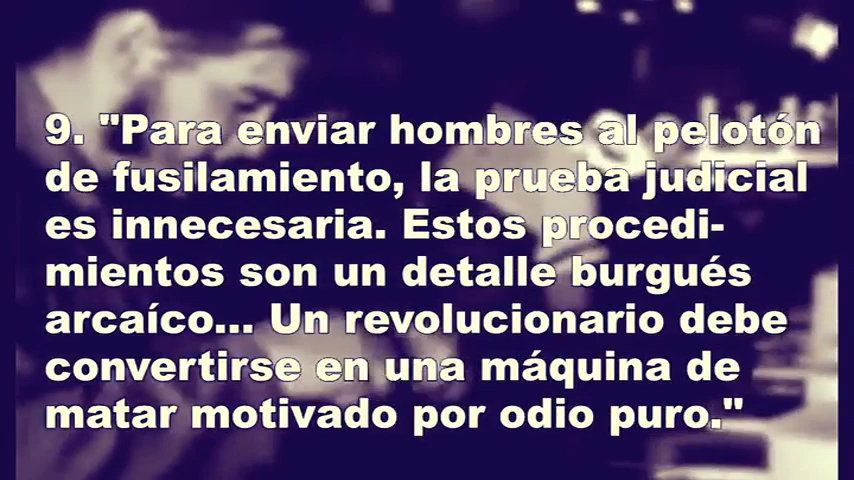 9. "Para enviar hombres al pelotón
de fusilamiento, la prueba judicial
es innecesaria. Estos procedi-
mientos son un detalle burgués
arcaíco... Un revolucionario debe
convertirse en una máquina de
matar motivado por odio puro."